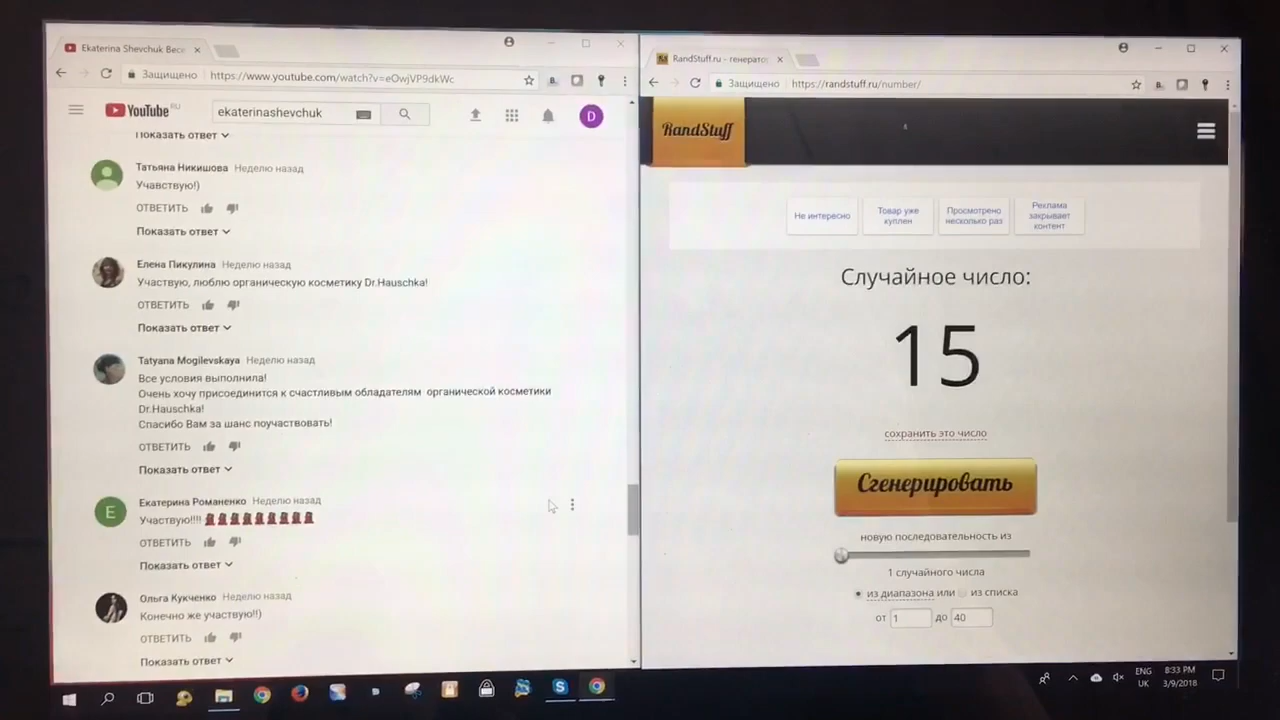 Ekaterina Shevchuk Весе
Защищено
https://www.youtube.com/watch?v=eOwjVP9dkWc
YouTube RU
ekaterinashevchuk
D
Показать ответ
Татьяна Никишова Неделю назад
Учавствую!)
ОТВЕТИТЬ
Показать ответ
Елена Пикулина Неделю назад
Участвую, люблю органическую косметику Dr.Hauschka!
ОТВЕТИТЬ
Показать ответ
Tatyana Mogilevskaya Неделю назад
Все условия выполнила!
Очень хочу присоединится к счастливым обладателям органической косметики
Dr.Hauschka!
Спасибо Вам за шанс поучаствовать!
ОТВЕТИТЬ
Показать ответ
E
Екатерина Романенко Неделю назад
Участвую!!!!
ОТВЕТИТЬ
Показать ответ
Ольга Кукченко Неделю назад
Конечно же участвую!!)
ОТВЕТИТЬ
Показать ответ
RandStuff.ru - генерато
Защищено
https://randstuff.ru/number/
RandStuff
Не интересно
Товар уже
куплен
Просмотрено
несколько раз
Реклама
закрывает
контент
Случайное число:
15
сохранить это число
Сгенерировать
новую последовательность из
1 случайного числа
из диапазона или из списка
от 1 до 40
ENG
UK
8:33 PM
3/9/2018